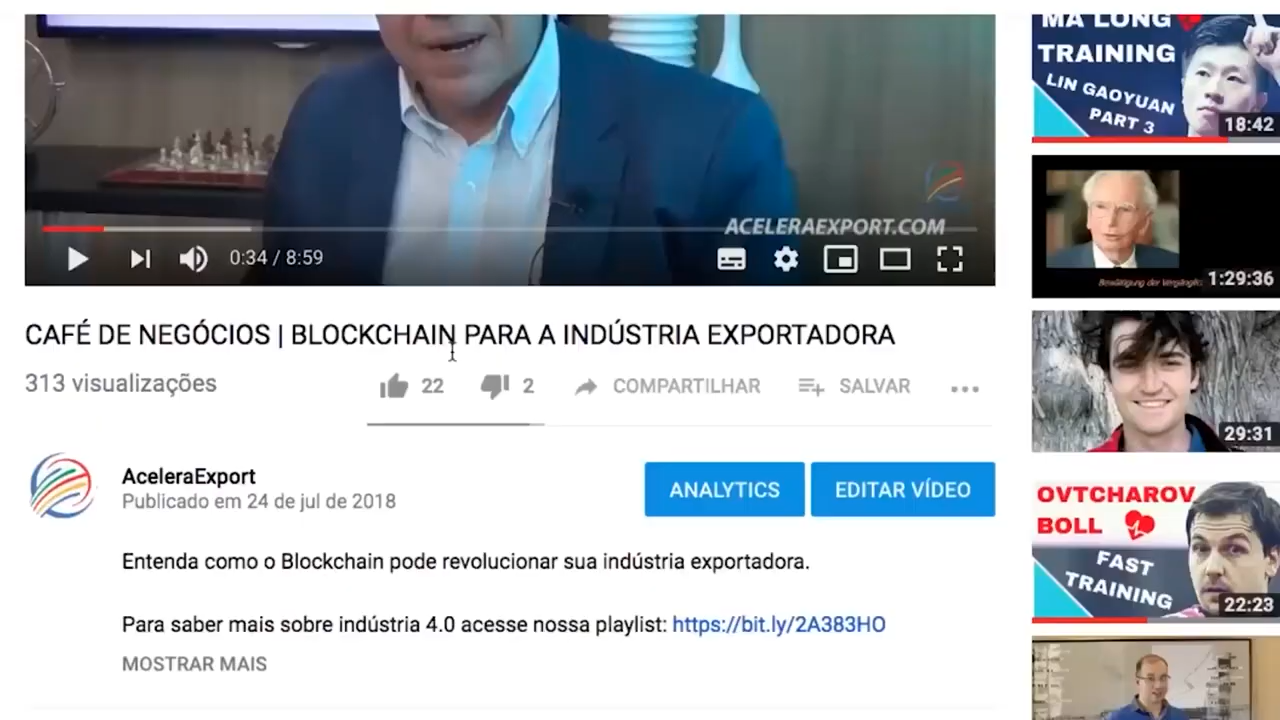 ACELERAEXPORT.COM
0:34 / 8:59
CAFÉ DE NEGÓCIOS | BLOCKCHAIN PARA A INDÚSTRIA EXPORTADORA
313 visualizações
22
2
COMPARTILHAR
SALVAR
AceleraExport
Publicado em 24 de jul de 2018
ANALYTICS
EDITAR VÍDEO
Entenda como o Blockchain pode revolucionar sua indústria exportadora.
Para saber mais sobre indústria 4.0 acesse nossa playlist: https://bit.ly/2A383HO
MOSTRAR MAIS
MA LONG
TRAINING
LIN GAOYUAN
PART 3
18:42
Bewältigung der
1:29:36
29:31
OVTCHAROV
BOLL
FAST
TRAINING
22:23